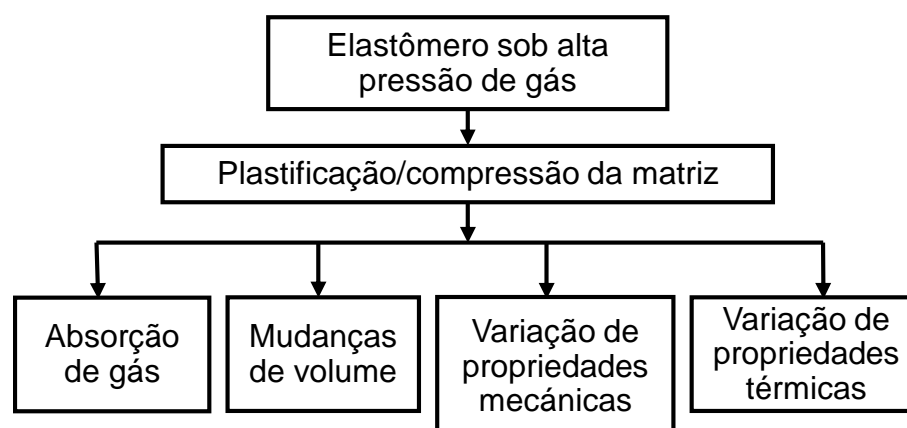 Elastômero sob alta
pressão de gás
Plastificação/compressão da matriz
Absorção
de gás
Mudanças
de volume
Variação de
propriedades
mecánicas
Variação de
propriedades
térmicas